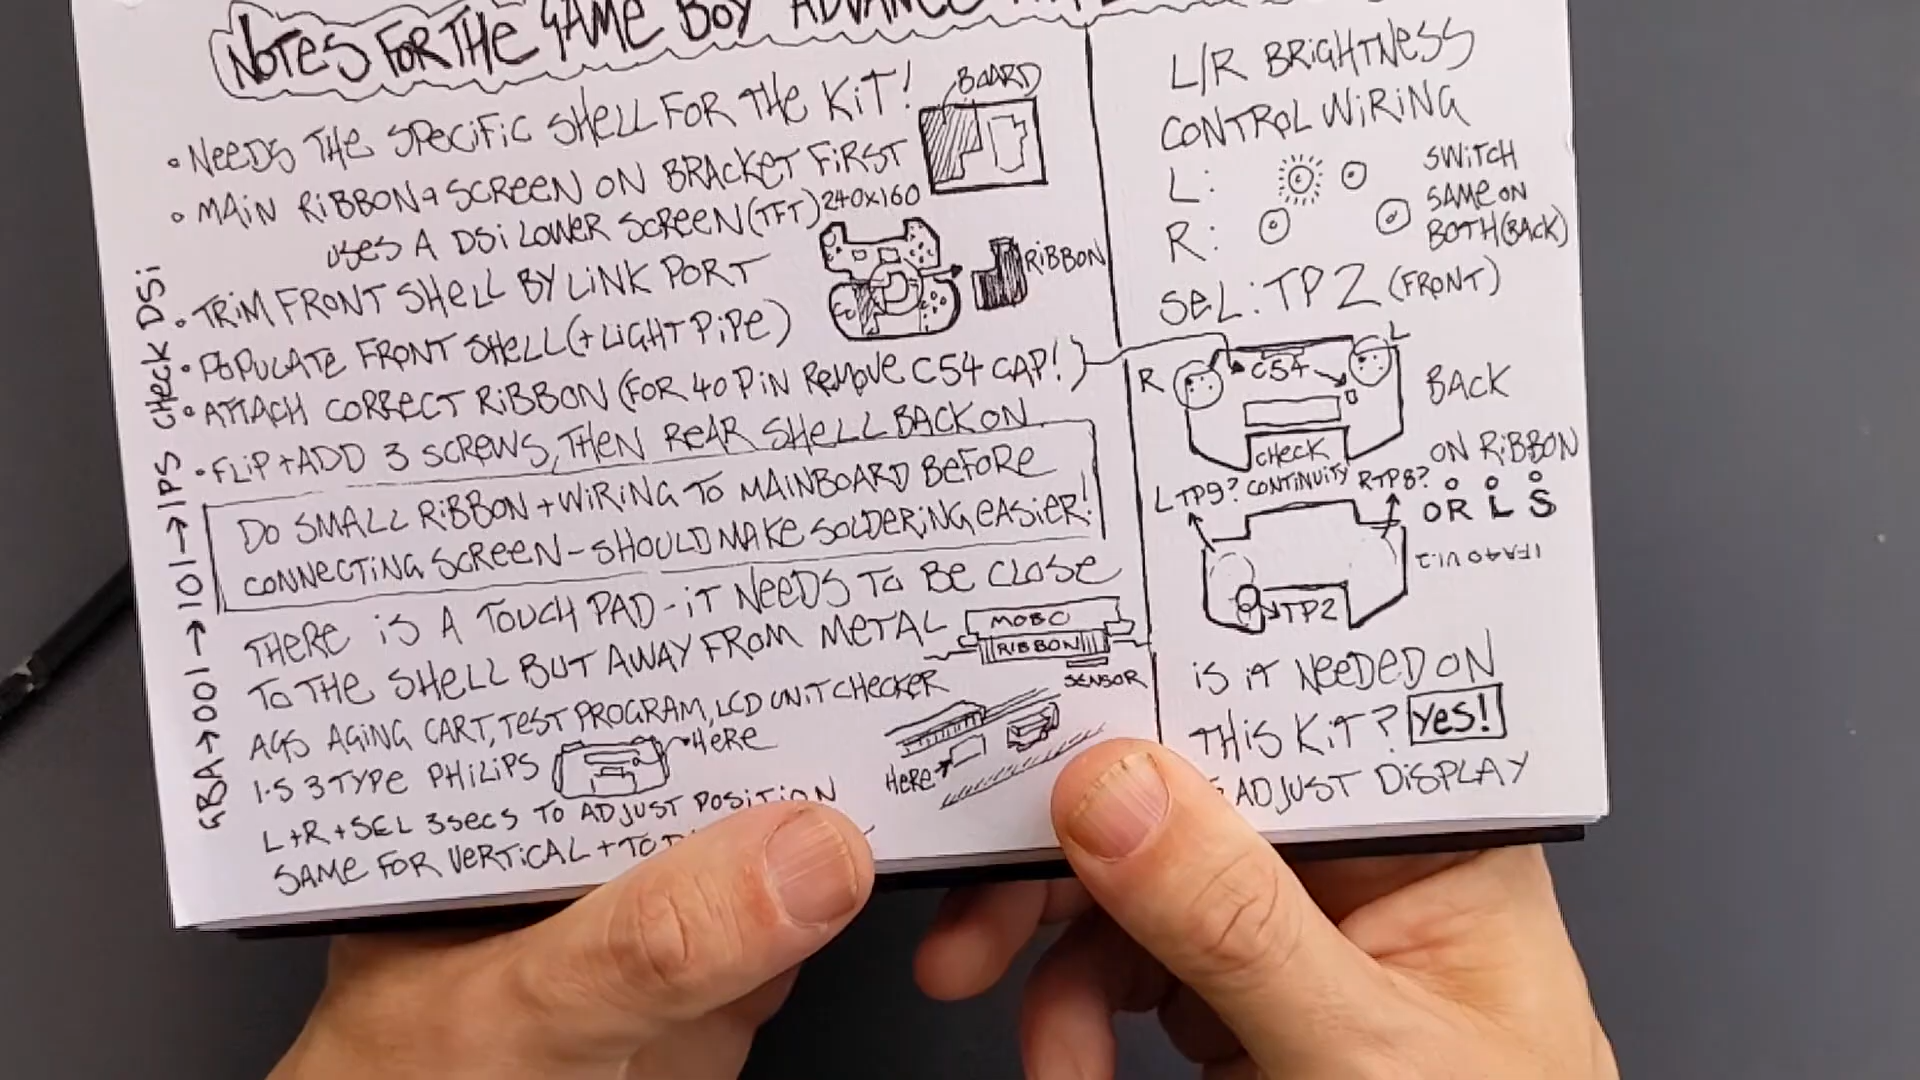 NOTES FOR THE GAME BOY ADVANCE
• NEEDS THE SPECIFIC SHELL FOR THE KIT!
BOARD
• MAIN RIBBON + SCREEN ON BRACKET FIRST
USES A DSi LOWER SCREEN (TFT) 240x160
• TRIM FRONT SHELL BY LINK PORT
RIBBON
• POPULATE FRONT SHELL (+ LIGHT PIPE)
• ATTACH CORRECT RIBBON (FOR 40 PIN REMOVE C54 CAP!)
• FLIP + ADD 3 SCREWS, THEN REAR SHELL BACK ON
DO SMALL RIBBON + WIRING TO MAINBOARD BEFORE
CONNECTING SCREEN - SHOULD MAKE SOLDERING EASIER!
THERE IS A TOUCH PAD - IT NEEDS TO BE CLOSE
TO THE SHELL BUT AWAY FROM METAL
MOBO
RIBBON
SENSOR
AGS AGING CART, TEST PROGRAM, LCD UNIT CHECKER
1.5 3 TYPE PHILIPS
HERE
HERE
L+R+SEL 3SECS TO ADJUST POSITION
SAME FOR VERTICAL + TO
GBA → 001 → 101 → IPS CHECK DSi
L/R BRIGHTNESS
CONTROL WIRING
L:
R:
SWITCH
SAME ON
BOTH (BACK)
SEL: TP2 (FRONT)
R
C54
L
BACK
CHECK
CONTINUITY
ON RIBBON
O O O
OR L S
L TP9?
R TP8?
1FA40 V1.2
TP2
IS IT NEEDED ON
THIS KIT? YES!
ADJUST DISPLAY